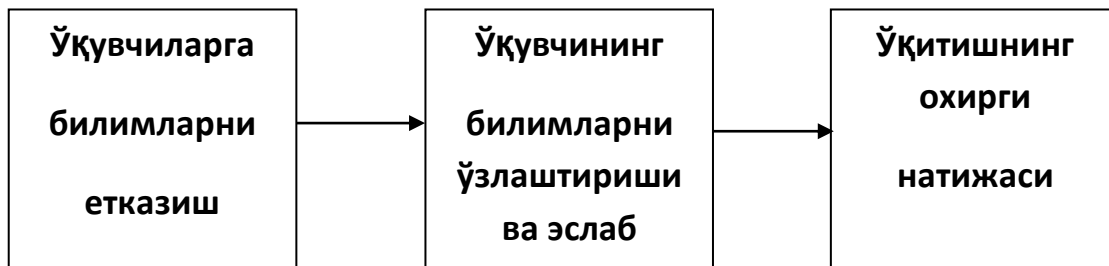 Ўқувчиларга
билимларни
етказиш
Ўқувчининг
билимларни
ўзлаштириши
ва эслаб
Ўқитишнинг
охирги
натижаси